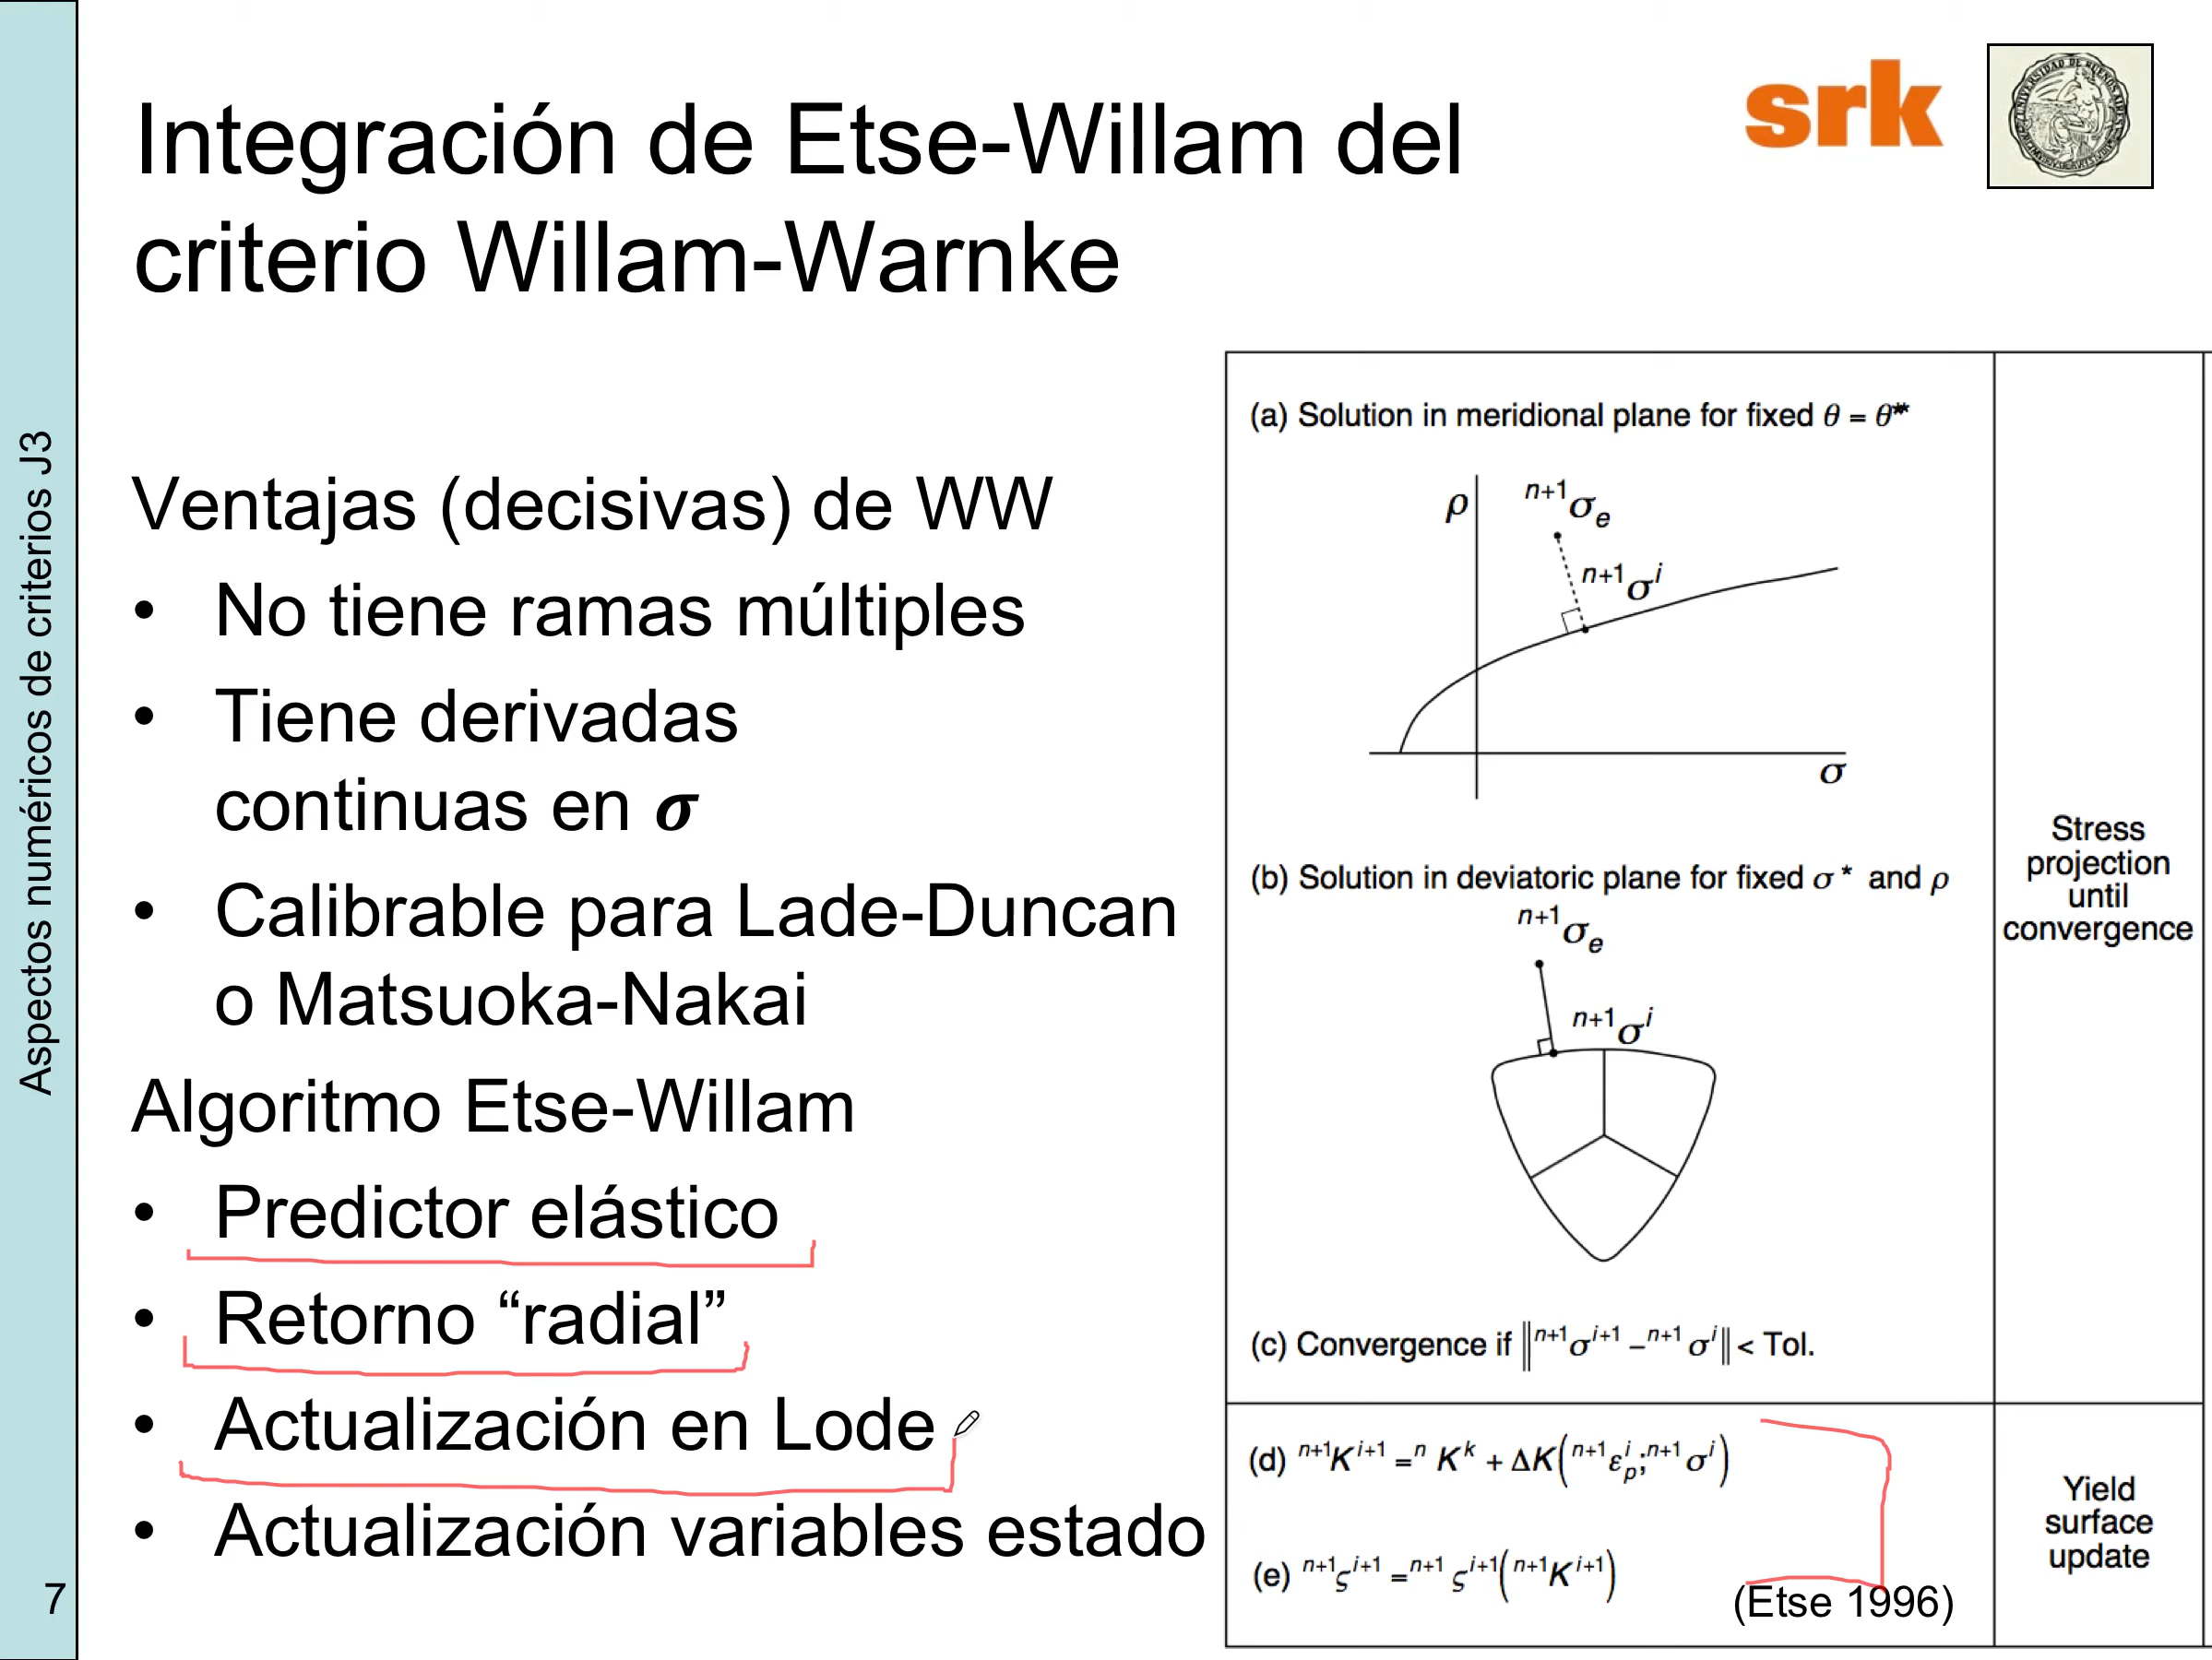 Integración de Etse-Willam del
criterio Willam-Warnke
srk
Aspectos numéricos de criterios J3
Ventajas (decisivas) de WW
• No tiene ramas múltiples
• Tiene derivadas
continuas en σ
• Calibrable para Lade-Duncan
o Matsuoka-Nakai
Algoritmo Etse-Willam
• Predictor elástico
• Retorno “radial”
• Actualización en Lode
• Actualización variables estado
7
(a) Solution in meridional plane for fixed θ = θ*
ρ
n+1σe
n+1σi
σ
(b) Solution in deviatoric plane for fixed σ* and ρ
n+1σe
n+1σi
(c) Convergence if ||n+1σi+1 – n+1σi|| < Tol.
Stress
projection
until
convergence
(d) n+1Ki+1 = nKk + ΔK(n+1εpi; n+1σi)
(e) n+1ςi+1 = n+1ςi+1(n+1Ki+1)
Yield
surface
update
(Etse 1996)